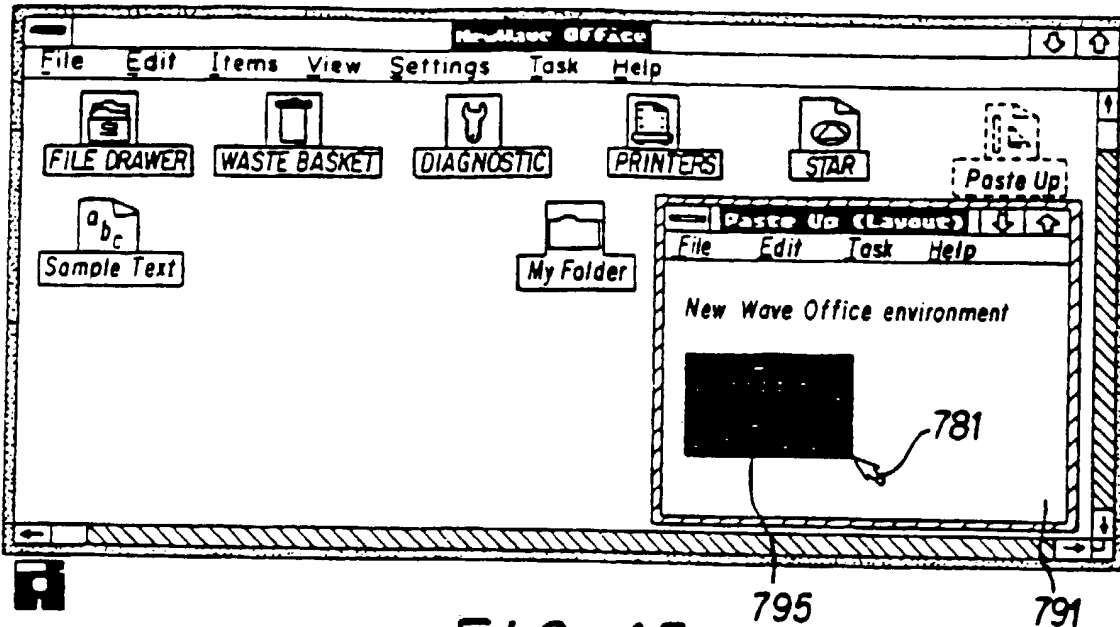 NewWave Office
File Edit Items View Settings Task Help
FILE DRAWER WASTE BASKET DIAGNOSTIC PRINTERS STAR Paste Up
abc
Sample Text My Folder
Paste Up (Layout)
File Edit Task Help
New Wave Office environment
781
795 791